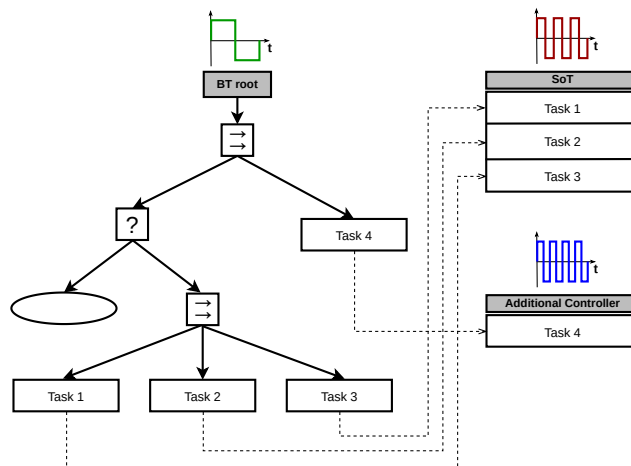 t
BT root
→
→
?
Task 4
→
→
Task 1
Task 2
Task 3
t
SoT
Task 1
Task 2
Task 3
t
Additional Controller
Task 4